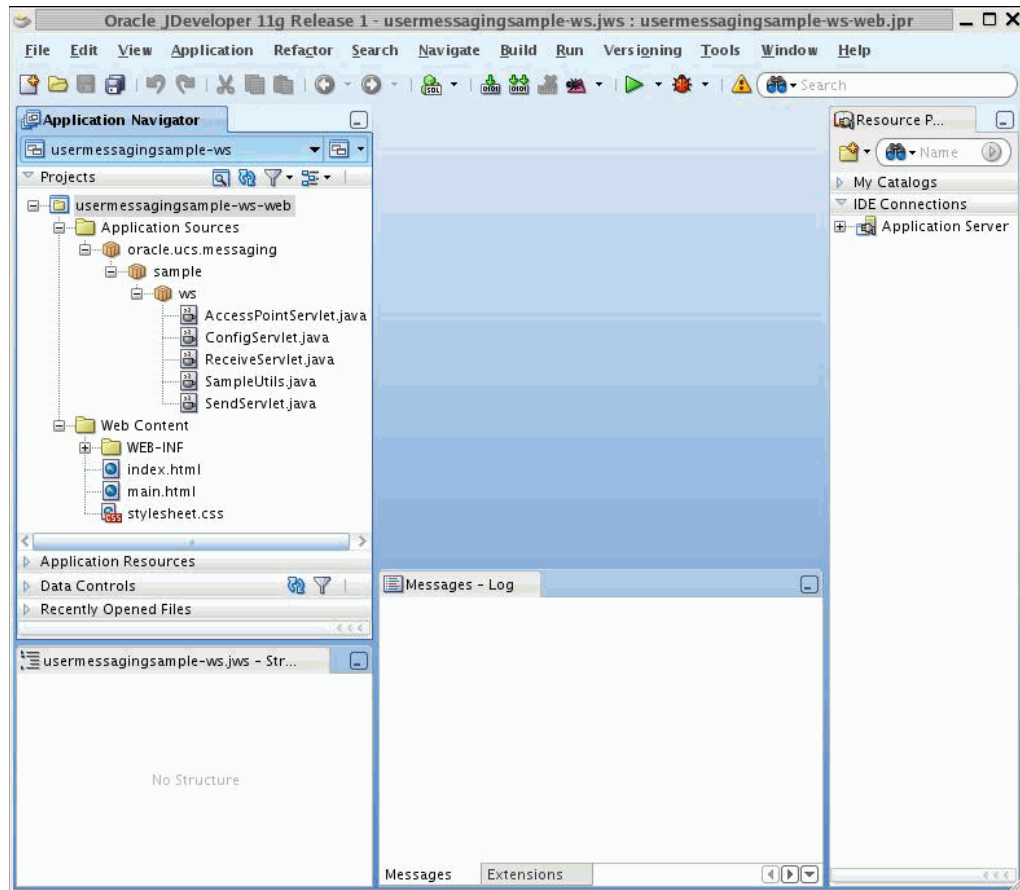 Oracle JDeveloper 11g Release 1 - usermessagingsample-ws.jws : usermessagingsample-ws-web.jpr
File Edit View Application Refactor Search Navigate Build Run Versioning Tools Window Help
Search
Application Navigator
usermessagingsample-ws
Projects
usermessagingsample-ws-web
Application Sources
oracle.ucs.messaging
sample
ws
AccessPointServlet.java
ConfigServlet.java
ReceiveServlet.java
SampleUtils.java
SendServlet.java
Web Content
WEB-INF
index.html
main.html
stylesheet.css
Application Resources
Data Controls
Recently Opened Files
usermessagingsample-ws.jws - Str...
No Structure
Messages - Log
Messages Extensions
Resource P...
Name
My Catalogs
IDE Connections
Application Server